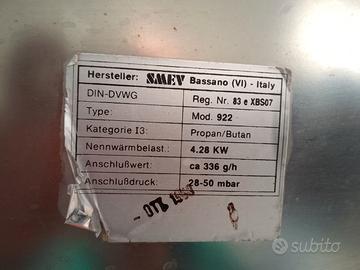 Hersteller: SMEV Bassano (VI) - Italy
DIN-DVWG Reg. Nr. 83 e XBS07
Type: Mod. 922
Kategorie I3: Propan/Butan
Nennwärmebelast.: 4.28 KW
Anschlußwert: ca 336 g/h
Anschlußdruck: 28-50 mbar
subito